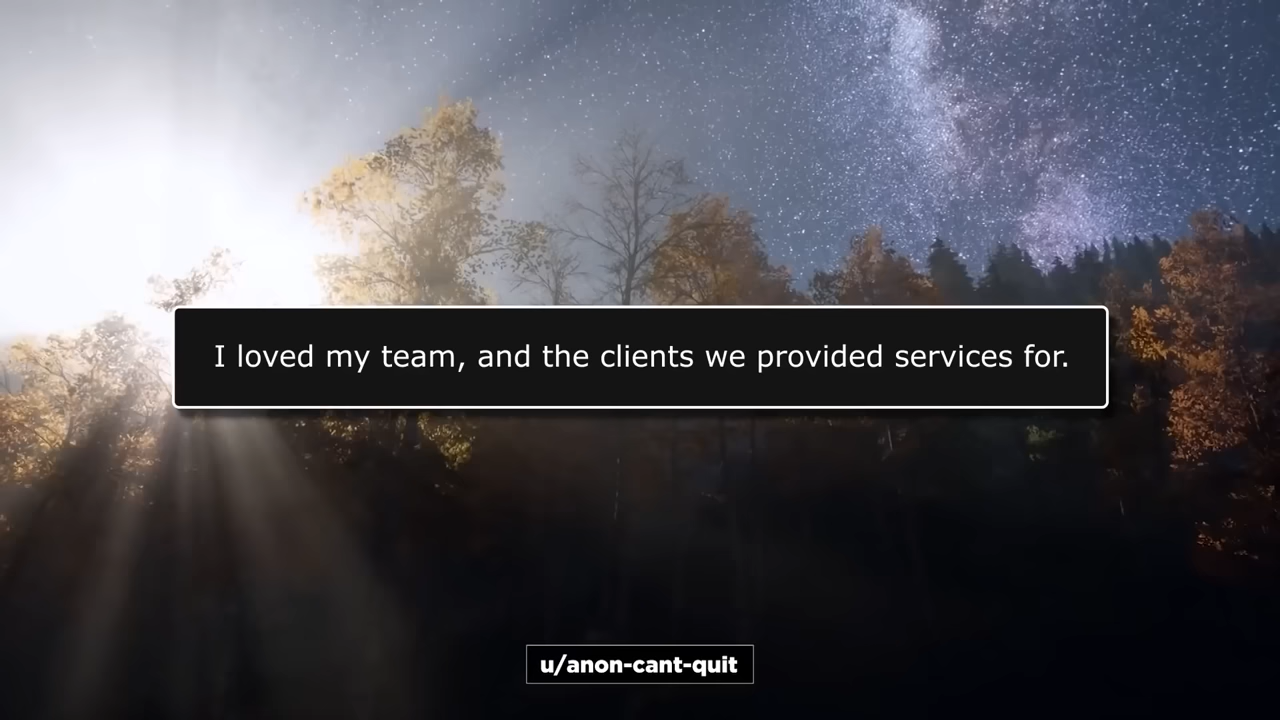 I loved my team, and the clients we provided services for.
u/anon-cant-quit